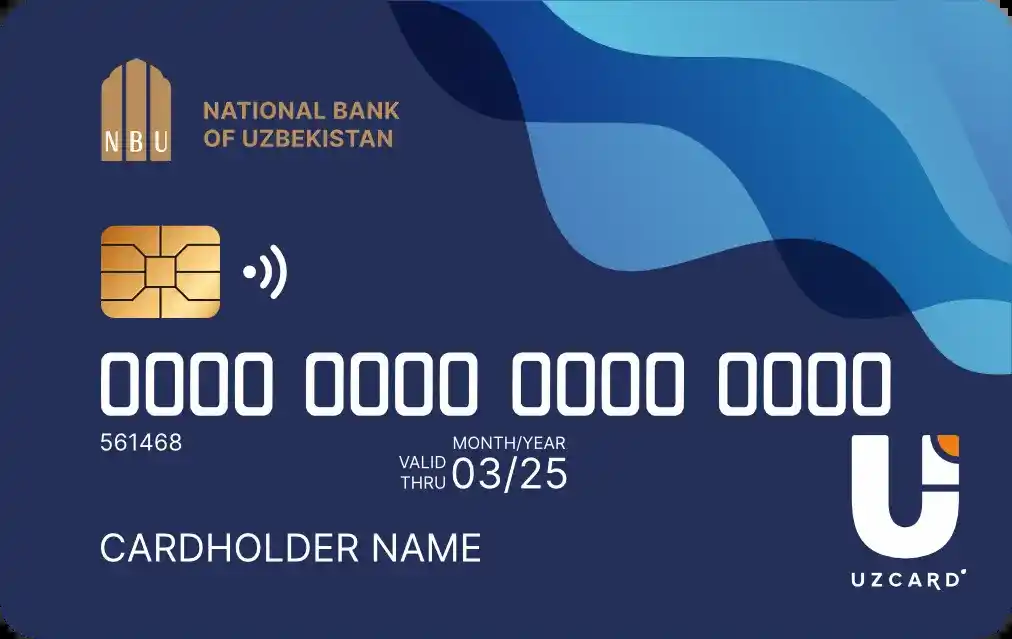 NBU
NATIONAL BANK
OF UZBEKISTAN
0000 0000 0000 0000
561468
MONTH/YEAR
VALID
THRU 03/25
CARDHOLDER NAME
UZCARD